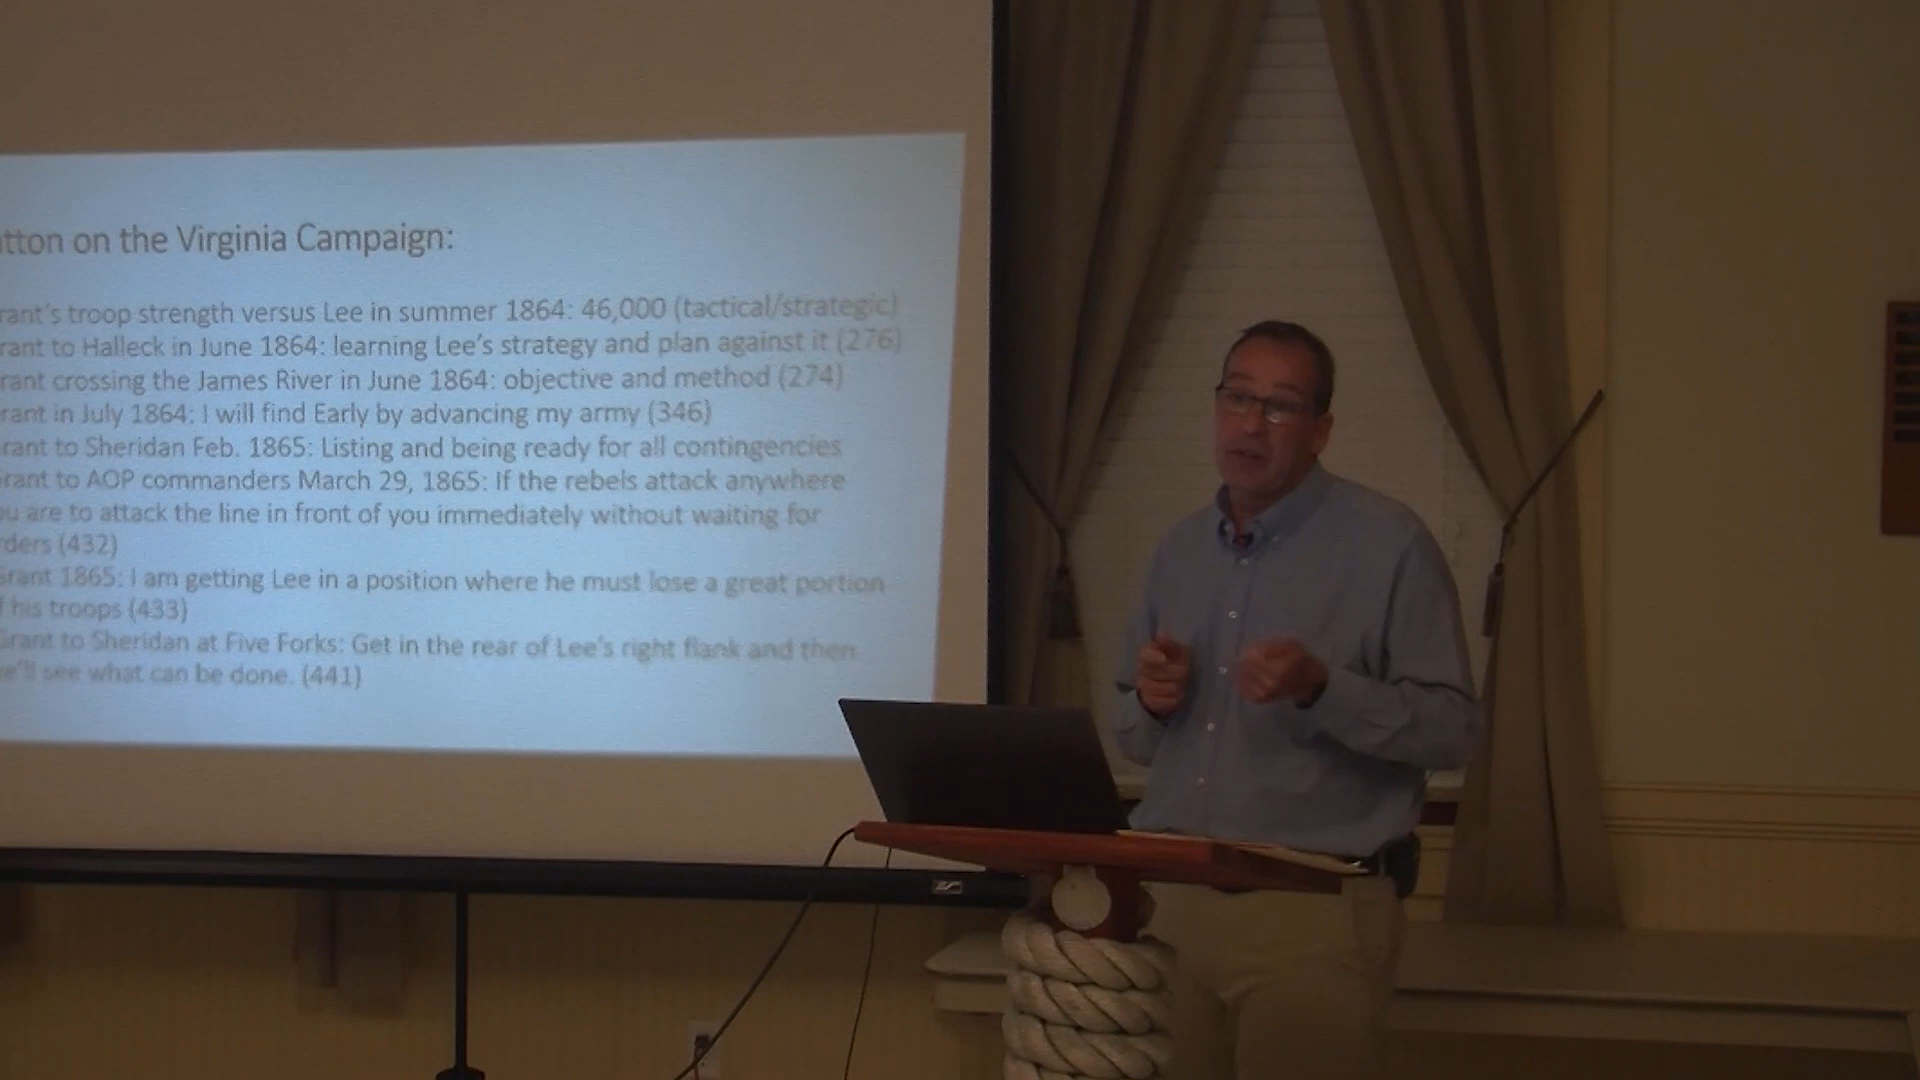 tton on the Virginia Campaign:
rant's troop strength versus Lee in summer 1864: 46,000 (tactical/strategic)
rant to Halleck in June 1864: learning Lee's strategy and plan against it (276)
rant crossing the James River in June 1864: objective and method (274)
rant in July 1864: I will find Early by advancing my army (346)
rant to Sheridan Feb. 1865: Listing and being ready for all contingencies
rant to AOP commanders March 29, 1865: If the rebels attack anywhere
ou are to attack the line in front of you immediately without waiting for
rders (432)
Grant 1865: I am getting Lee in a position where he must lose a great portion
f his troops (433)
Grant to Sheridan at Five Forks: Get in the rear of Lee's right flank and then
e'll see what can be done. (441)